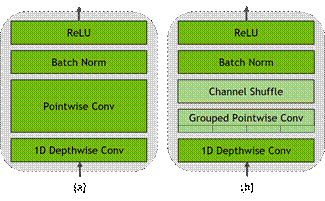 ReLU
Batch Norm
Pointwise Conv
1D Depthwise Conv
(a)
ReLU
Batch Norm
Channel Shuffle
Grouped Pointwise Conv
1D Depthwise Conv
(b)